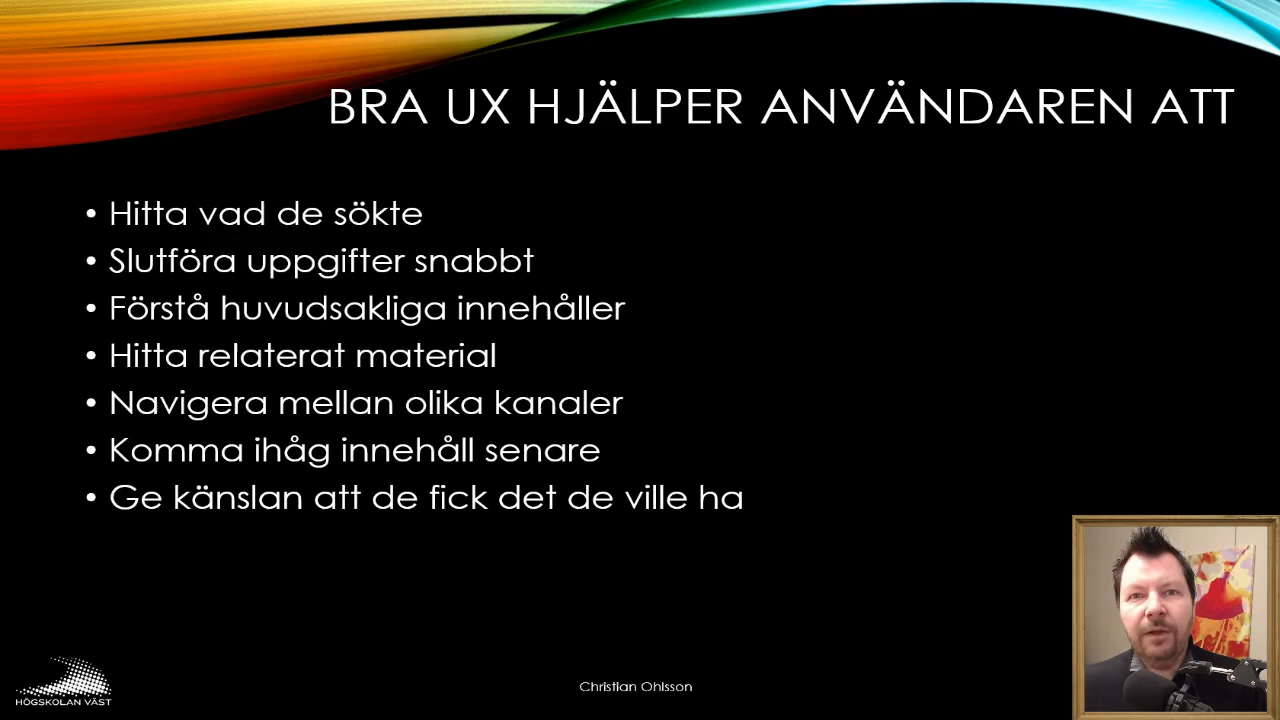 BRA UX HJÄLPER ANVÄNDAREN ATT
• Hitta vad de sökte
• Slutföra uppgifter snabbt
• Förstå huvudsakliga innehåller
• Hitta relaterat material
• Navigera mellan olika kanaler
• Komma ihåg innehåll senare
• Ge känslan att de fick det de ville ha
HÖGSKOLAN VÄST
Christian Ohlsson